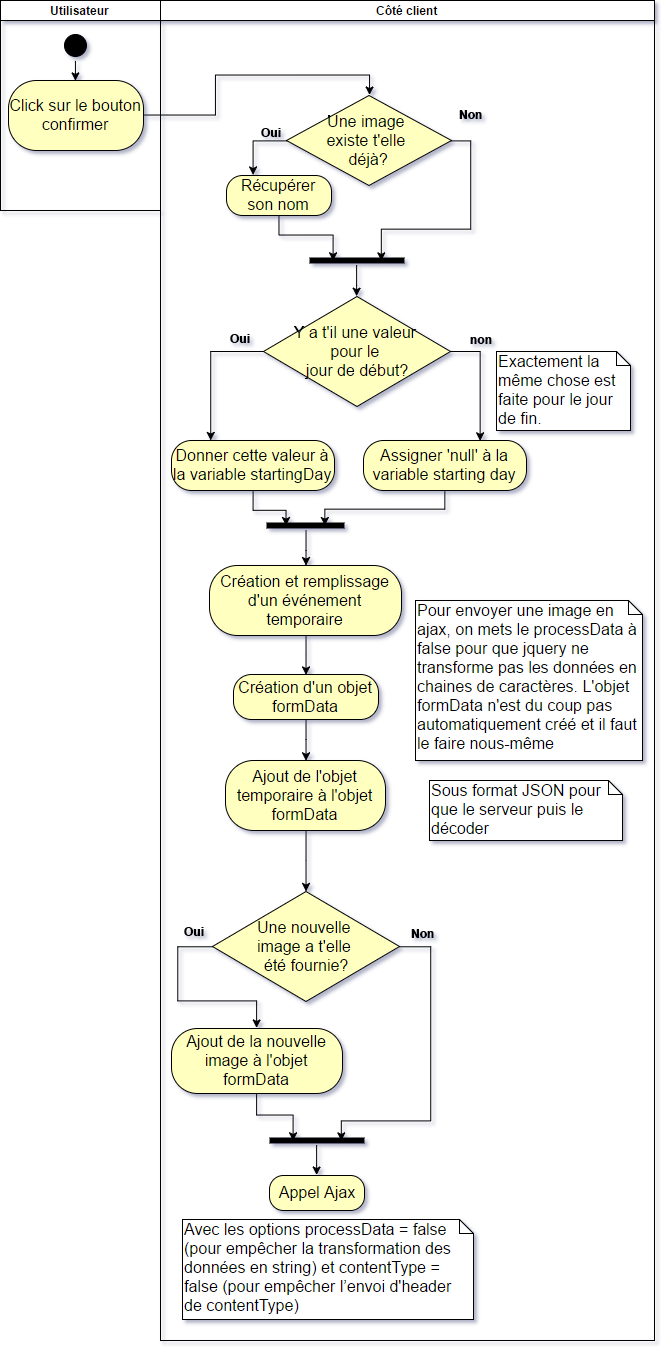 Utilisateur
Côté client
Click sur le bouton
confirmer
Une image
existe t'elle
déjà?
Oui
Non
Récupérer
son nom
Y a t'il une valeur
pour le
jour de début?
Oui
non
Exactement la
même chose est
faite pour le jour
de fin.
Donner cette valeur à
la variable startingDay
Assigner 'null' à la
variable starting day
Création et remplissage
d'un événement
temporaire
Pour envoyer une image en
ajax, on mets le processData à
false pour que jquery ne
transforme pas les données en
chaines de caractères. L'objet
formData n'est du coup pas
automatiquement créé et il faut
le faire nous-même
Création d'un objet
formData
Ajout de l'objet
temporaire à l'objet
formData
Sous format JSON pour
que le serveur puis le
décoder
Une nouvelle
image a t'elle
été fournie?
Oui
Non
Ajout de la nouvelle
image à l'objet
formData
Appel Ajax
Avec les options processData = false
(pour empêcher la transformation des
données en string) et contentType =
false (pour empêcher l'envoi d'header
de contentType)